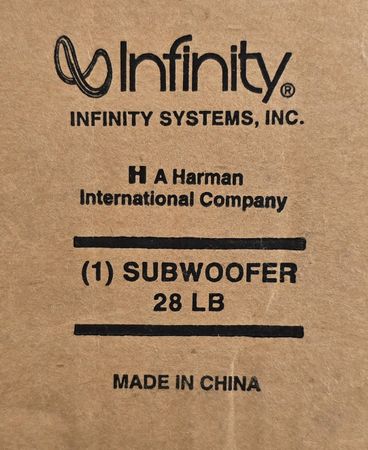 Infinity®
INFINITY SYSTEMS, INC.
H A Harman
International Company
(1) SUBWOOFER
28 LB
MADE IN CHINA